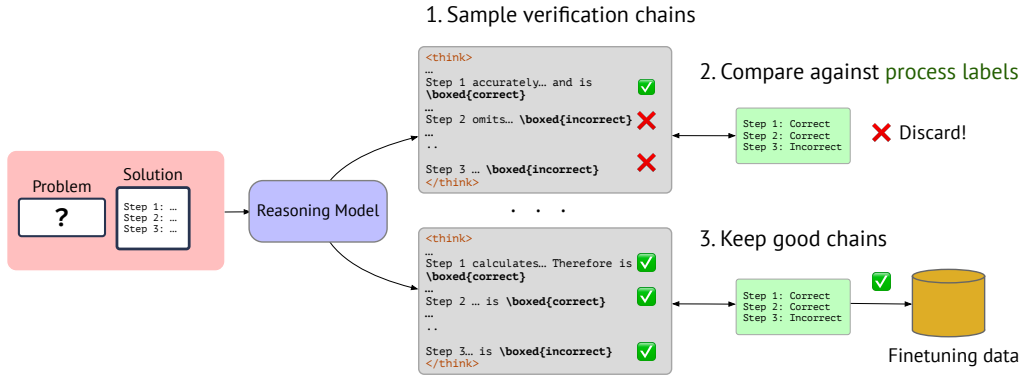 1. Sample verification chains
<think>
…
Step 1 accurately… and is
\boxed{correct}
…
Step 2 omits… \boxed{incorrect}
…
..
Step 3 … \boxed{incorrect}
</think>
2. Compare against process labels
Step 1: Correct
Step 2: Correct
Step 3: Incorrect
Discard!
Problem
?
Solution
Step 1: …
Step 2: …
Step 3: …
Reasoning Model
. . .
<think>
…
Step 1 calculates… Therefore is
\boxed{correct}
…
Step 2 … is \boxed{correct}
…
..
Step 3… is \boxed{incorrect}
</think>
3. Keep good chains
Step 1: Correct
Step 2: Correct
Step 3: Incorrect
Finetuning data